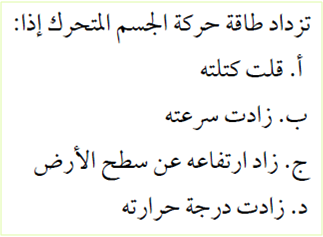 تزداد طاقة حركة الجسم المتحرك إذا:
أ. قلت كتلته
ب. زادت سرعته
ج. زاد ارتفاعه عن سطح الأرض
د. زادت درجة حرارته